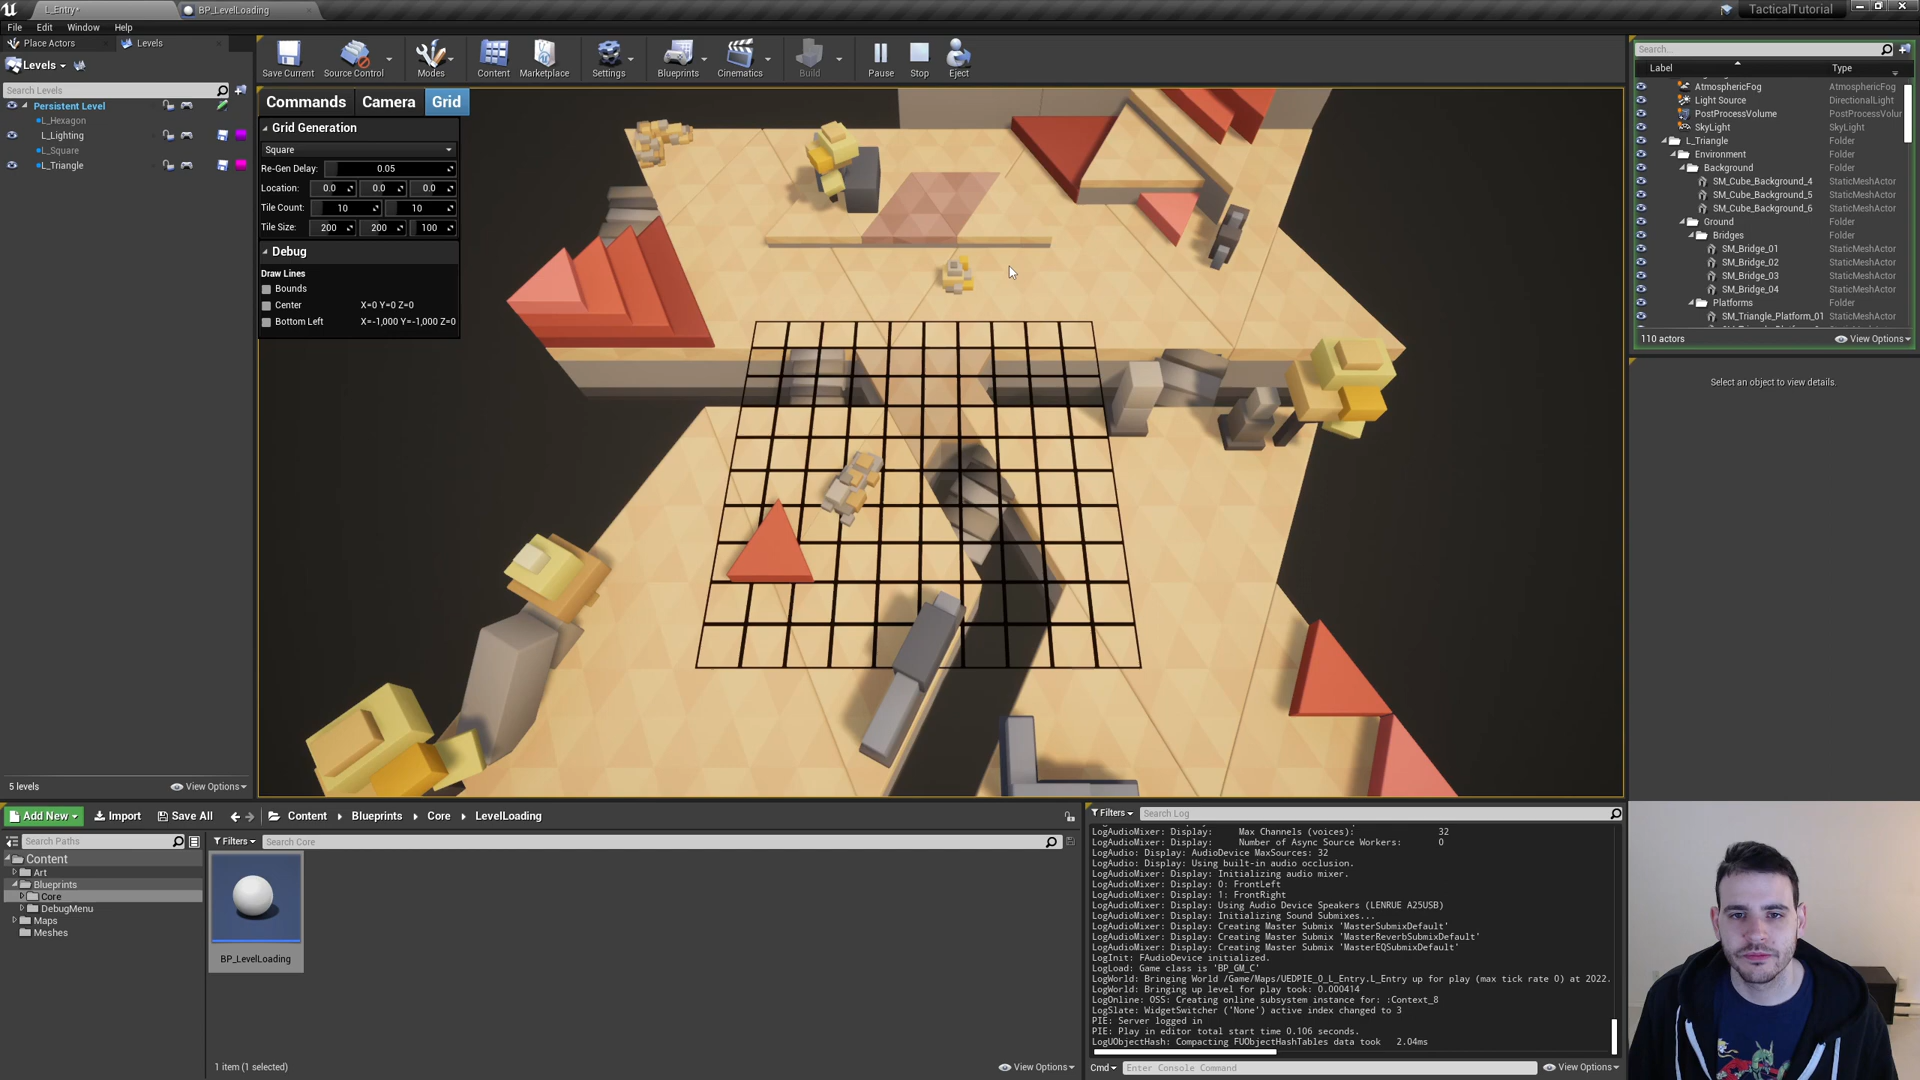 L_Entry*
BP_LevelLoading
TacticalTutorial
File Edit Window Help
Place Actors
Levels
Levels
Search Levels
Persistent Level
L_Hexagon
L_Lighting
L_Square
L_Triangle
5 levels
View Options
Save Current
Source Control
Modes
Content
Marketplace
Settings
Blueprints
Cinematics
Build
Pause
Stop
Eject
Commands
Camera
Grid
Grid Generation
Square
Re-Gen Delay: 0.05
Location: 0.0 0.0 0.0
Tile Count: 10 10
Tile Size: 200 200 100
Debug
Draw Lines
Bounds
Center X=0 Y=0 Z=0
Bottom Left X=-1,000 Y=-1,000 Z=0
Search...
Label Type
AtmosphericFog AtmosphericFog
Light Source DirectionalLight
PostProcessVolume PostProcessVolur
SkyLight SkyLight
L_Triangle Folder
Environment Folder
Background Folder
SM_Cube_Background_4 StaticMeshActor
SM_Cube_Background_5 StaticMeshActor
SM_Cube_Background_6 StaticMeshActor
Ground Folder
Bridges Folder
SM_Bridge_01 StaticMeshActor
SM_Bridge_02 StaticMeshActor
SM_Bridge_03 StaticMeshActor
SM_Bridge_04 StaticMeshActor
Platforms Folder
SM_Triangle_Platform_01 StaticMeshActor
110 actors
View Options
Select an object to view details.
Add New
Import
Save All
Content Blueprints Core LevelLoading
Search Paths
Filters
Search Core
Content
Art
Blueprints
Core
DebugMenu
Maps
Meshes
BP_LevelLoading
1 item (1 selected)
View Options
Filters
Search Log
LogAudioMixer: Display: Max Channels (voices): 32
LogAudioMixer: Display: Number of Async Source Workers: 0
LogAudio: Display: AudioDevice MaxSources: 32
LogAudioMixer: Display: Using built-in audio occlusion.
LogAudioMixer: Display: Initializing audio mixer.
LogAudioMixer: Display: 0: FrontLeft
LogAudioMixer: Display: 1: FrontRight
LogAudioMixer: Display: Using Audio Device Speakers (LENRUE A25USB)
LogAudioMixer: Display: Initializing Sound Submixes...
LogAudioMixer: Display: Creating Master Submix 'MasterSubmixDefault'
LogAudioMixer: Display: Creating Master Submix 'MasterReverbSubmixDefault'
LogAudioMixer: Display: Creating Master Submix 'MasterEQSubmixDefault'
LogInit: FAudioDevice initialized.
LogLoad: Game class is 'BP_GM_C'
LogWorld: Bringing World /Game/Maps/UEDPIE_0_L_Entry.L_Entry up for play (max tick rate 0) at 2022.
LogWorld: Bringing up level for play took: 0.000414
LogOnline: OSS: Creating online subsystem instance for: :Context_8
LogSlate: WidgetSwitcher ('None') active index changed to 3
PIE: Server logged in
PIE: Play in editor total start time 0.106 seconds.
LogUObjectHash: Compacting FUObjectHashTables data took 2.04ms
Cmd
Enter Console Command
View Options